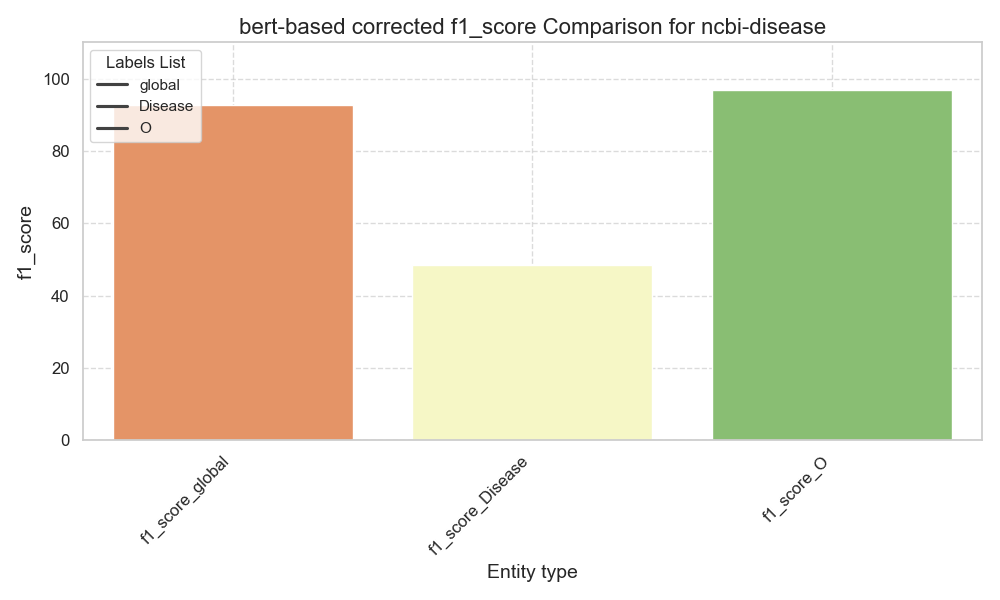 bert-based corrected f1_score Comparison for ncbi-disease
Labels List
global
Disease
O
100
80
60
40
20
0
f1_score
f1_score_global
f1_score_Disease
f1_score_O
Entity type